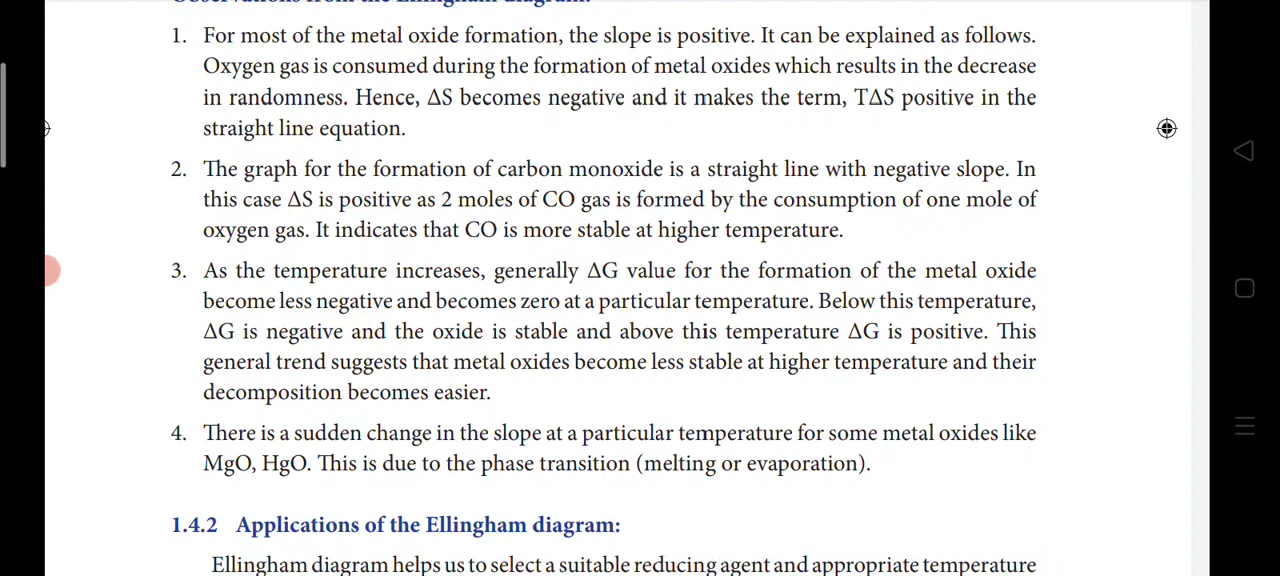 Observations from the Ellingham diagram:
1. For most of the metal oxide formation, the slope is positive. It can be explained as follows.
Oxygen gas is consumed during the formation of metal oxides which results in the decrease
in randomness. Hence, ΔS becomes negative and it makes the term, TΔS positive in the
straight line equation.
2. The graph for the formation of carbon monoxide is a straight line with negative slope. In
this case ΔS is positive as 2 moles of CO gas is formed by the consumption of one mole of
oxygen gas. It indicates that CO is more stable at higher temperature.
3. As the temperature increases, generally ΔG value for the formation of the metal oxide
become less negative and becomes zero at a particular temperature. Below this temperature,
ΔG is negative and the oxide is stable and above this temperature ΔG is positive. This
general trend suggests that metal oxides become less stable at higher temperature and their
decomposition becomes easier.
4. There is a sudden change in the slope at a particular temperature for some metal oxides like
MgO, HgO. This is due to the phase transition (melting or evaporation).
1.4.2 Applications of the Ellingham diagram:
Ellingham diagram helps us to select a suitable reducing agent and appropriate temperature